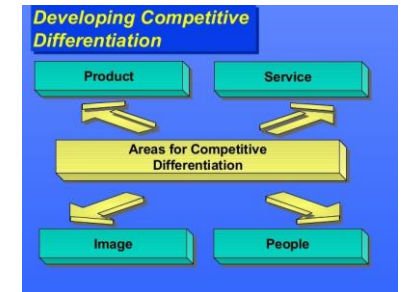 Developing Competitive
Differentiation
Product
Service
Areas for Competitive
Differentiation
Image
People